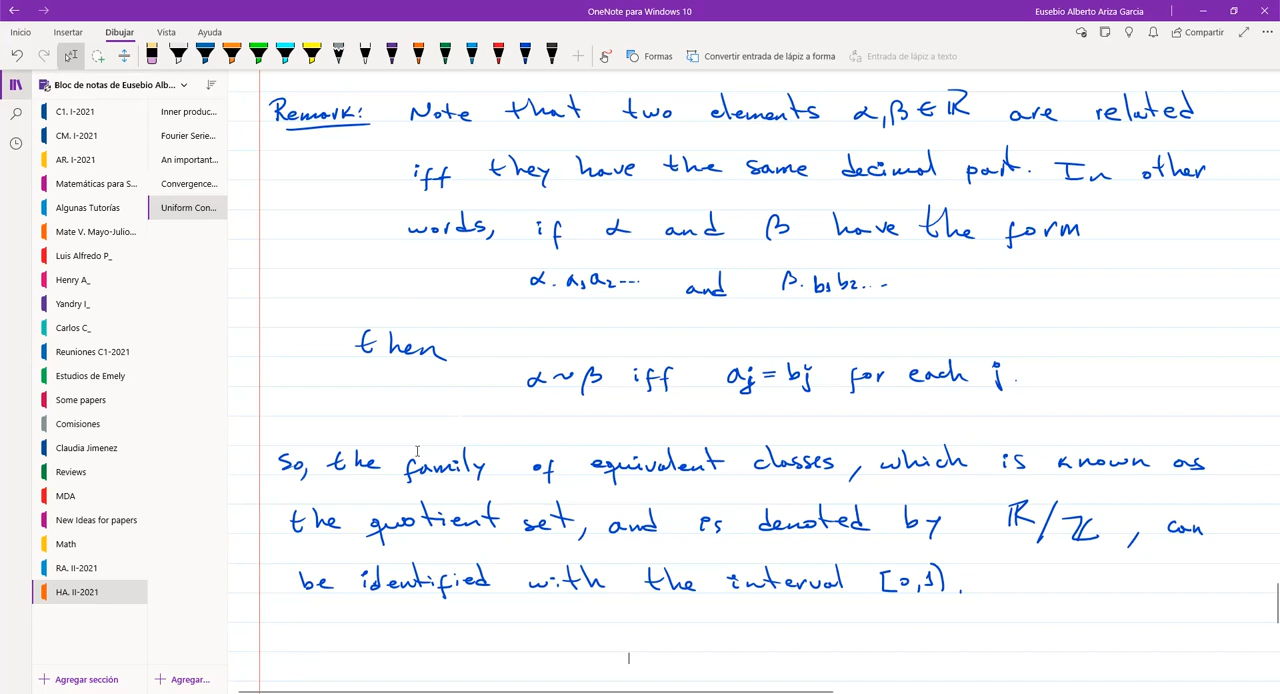 OneNote para Windows 10
Eusebio Alberto Ariza Garcia
Inicio Insertar Dibujar Vista Ayuda
Compartir
Formas Convertir entrada de lápiz a forma Entrada de lápiz a texto
Bloc de notas de Eusebio Alb...
C1. I-2021
CM. I-2021
AR. I-2021
Matemáticas para S...
Algunas Tutorías
Mate V. Mayo-Julio...
Luis Alfredo P_
Henry A_
Yandry I_
Carlos C_
Reuniones C1-2021
Estudios de Emely
Some papers
Comisiones
Claudia Jimenez
Reviews
MDA
New Ideas for papers
Math
RA. II-2021
HA. II-2021
Agregar sección
Inner produc...
Fourier Serie...
An important...
Convergence...
Uniform Con...
Agregar...
Remark: Note that two elements α, β ∈ ℝ are related
iff they have the same decimal part. In other
words, if α and β have the form
α. a₁a₂... and β. b₁b₂...
then
α ~ β iff aj = bj for each j.
So, the family of equivalent classes, which is known as
the quotient set, and is denoted by ℝ/ℤ, can
be identified with the interval [0,1).